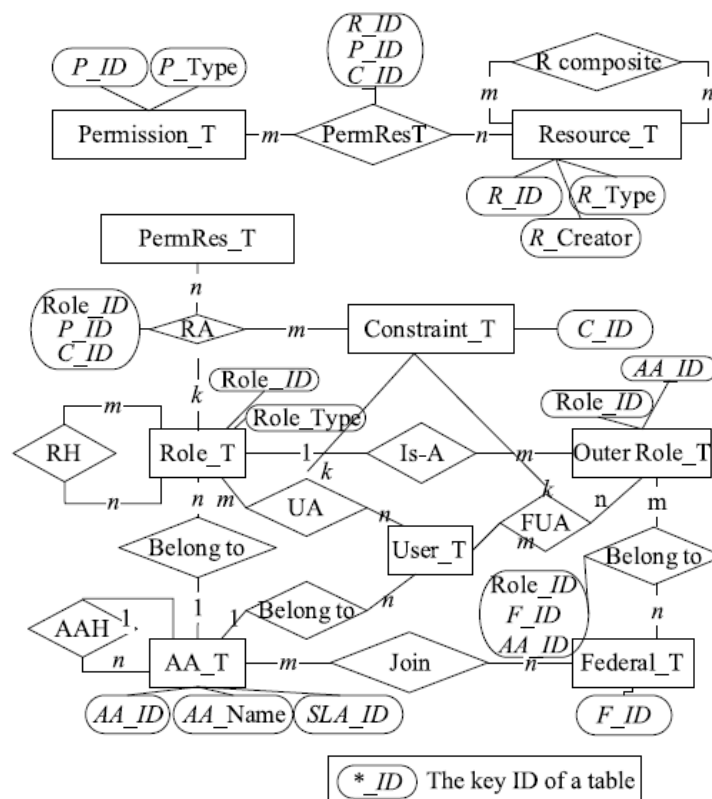 R_ID
P_ID
C_ID
P_ID
P_Type
R composite
m
n
Permission_T
m
PermResT
n
Resource_T
R_ID
R_Type
R_Creator
PermRes_T
n
Role_ID
P_ID
C_ID
RA
m
Constraint_T
C_ID
k
Role_ID
AA_ID
Role_Type
Role_ID
m
RH
n
Role_T
1
Is-A
m
Outer Role_T
k
k
n
m
n
m
UA
n
FUA
m
User_T
Belong to
Belong to
1
1
Belong to
n
Role_ID
F_ID
AA_ID
n
AAH
1
n
AA_T
m
Join
n
Federal_T
AA_ID
AA_Name
SLA_ID
F_ID
*_ID The key ID of a table